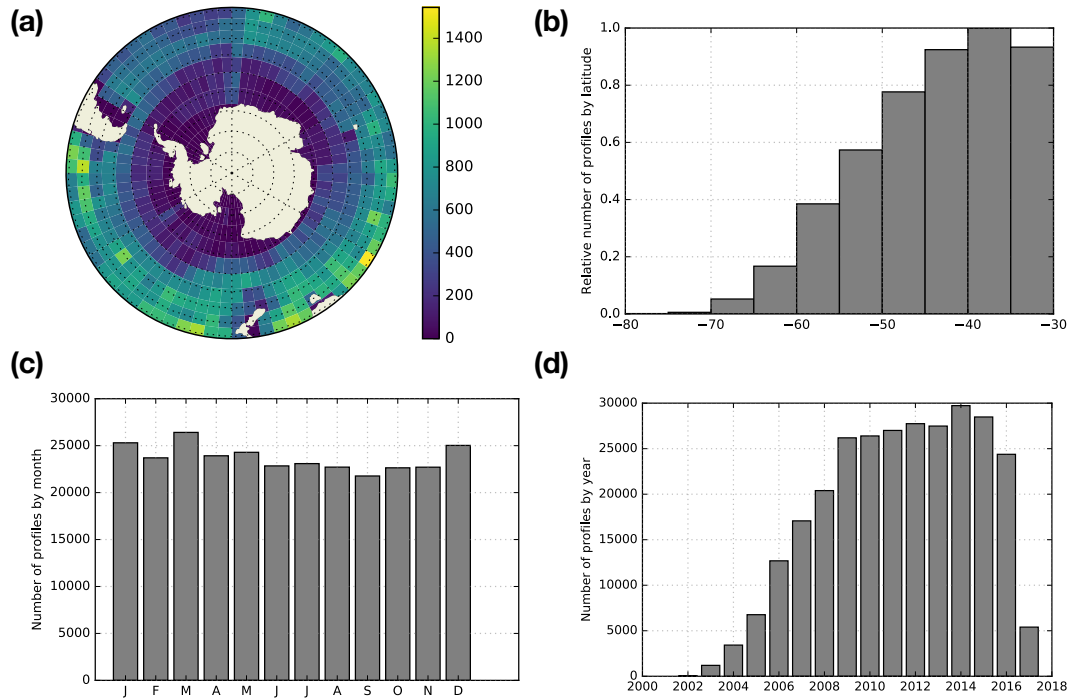 (a)
1400
1200
1000
800
600
400
200
0
(b)
Relative number of profiles by latitude
1.0
0.8
0.6
0.4
0.2
0.0
−80 −70 −60 −50 −40 −30
(c)
Number of profiles by month
30000
25000
20000
15000
10000
5000
0
J F M A M J J A S O N D
(d)
Number of profiles by year
30000
25000
20000
15000
10000
5000
0
2000 2002 2004 2006 2008 2010 2012 2014 2016 2018